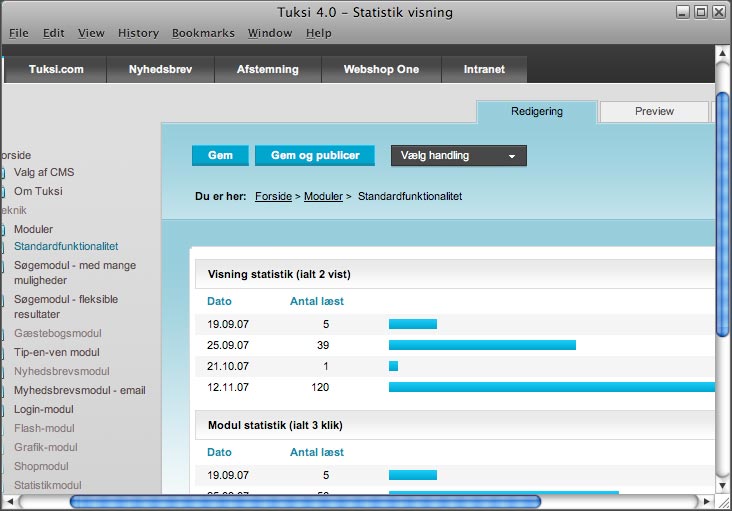 Tuksi 4.0 – Statistik visning
File Edit View History Bookmarks Window Help
Tuksi.com Nyhedsbrev Afstemning Webshop One Intranet
Redigering Preview
Gem Gem og publicer Vælg handling
Du er her: Forside > Moduler > Standardfunktionalitet
orside
Valg af CMS
Om Tuksi
eknik
Moduler
Standardfunktionalitet
Søgemodul - med mange
muligheder
Søgemodul - fleksible
resultater
Gæstebogsmodul
Tip-en-ven modul
Nyhedsbrevsmodul
Myhedsbrevsmodul - email
Login-modul
Flash-modul
Grafik-modul
Shopmodul
Statistikmodul
Visning statistik (ialt 2 vist)
Dato Antal læst
19.09.07 5
25.09.07 39
21.10.07 1
12.11.07 120
Modul statistik (ialt 3 klik)
Dato Antal læst
19.09.07 5